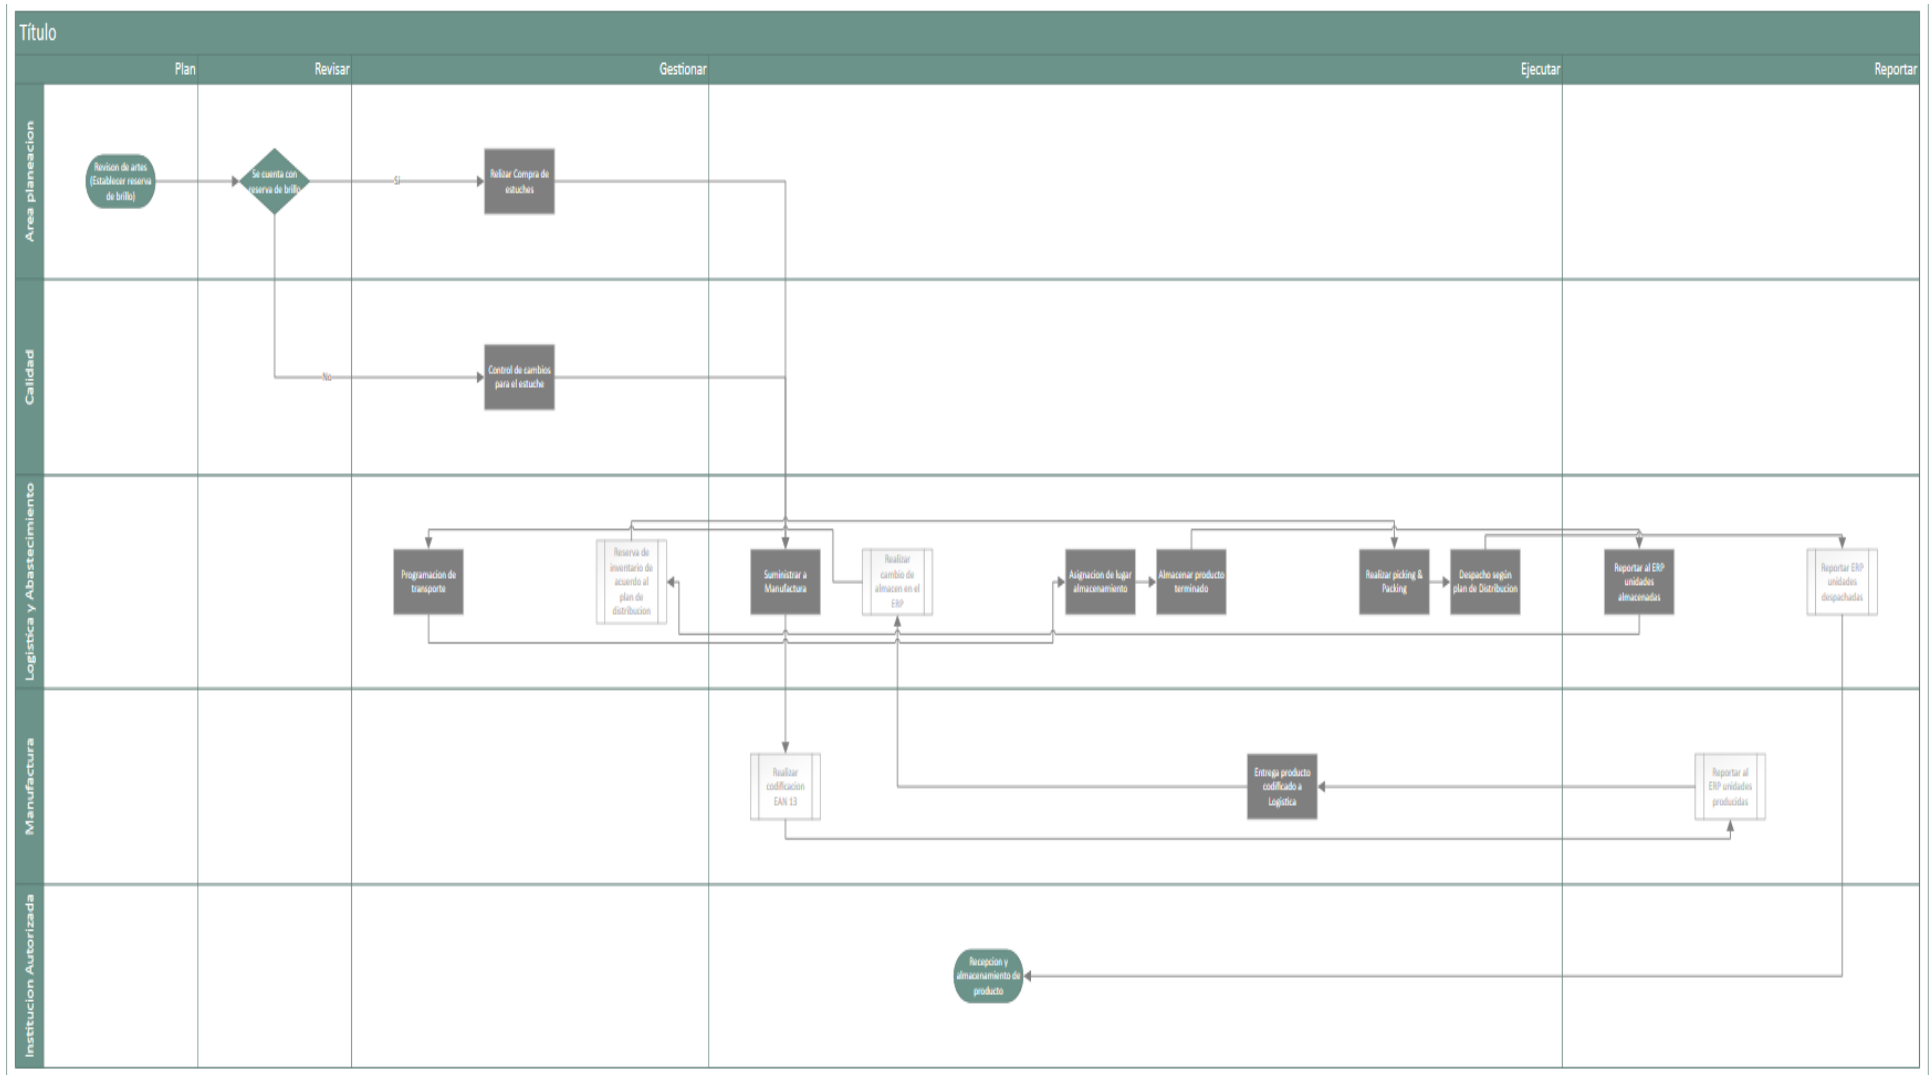 Título
Plan
Revisar
Gestionar
Ejecutar
Reportar
Area planeacion
Revison de artes
(Establecer reserva
de brillo)
Se cuenta con
reserva de brillo
Si
Relizar Compra de
estuches
Calidad
No
Control de cambios
para el estuche
Logistica y Abastecimiento
Programacion de
transporte
Reserva de
inventario de
acuerdo al
plan de
distribucion
Suministrar a
Manufactura
Realizar
cambio de
almacen en el
ERP
Asignacion de lugar
almacenamiento
Almacenar producto
terminado
Realizar picking &
Packing
Despacho según
plan de Distribucion
Reportar al ERP
unidades
almacenadas
Reportar ERP
unidades
despachadas
Manufactura
Realizar
codificacion
EAN 13
Entrega producto
codificado a
Logistica
Reportar al
ERP unidades
producidas
Institucion Autorizada
Recepcion y
almacenamiento de
producto